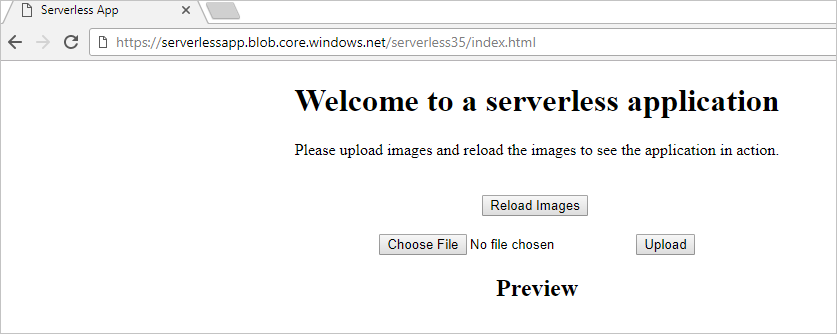 Serverless App
https://serverlessapp.blob.core.windows.net/serverless35/index.html
Welcome to a serverless application
Please upload images and reload the images to see the application in action.
Reload Images
Choose File No file chosen Upload
Preview